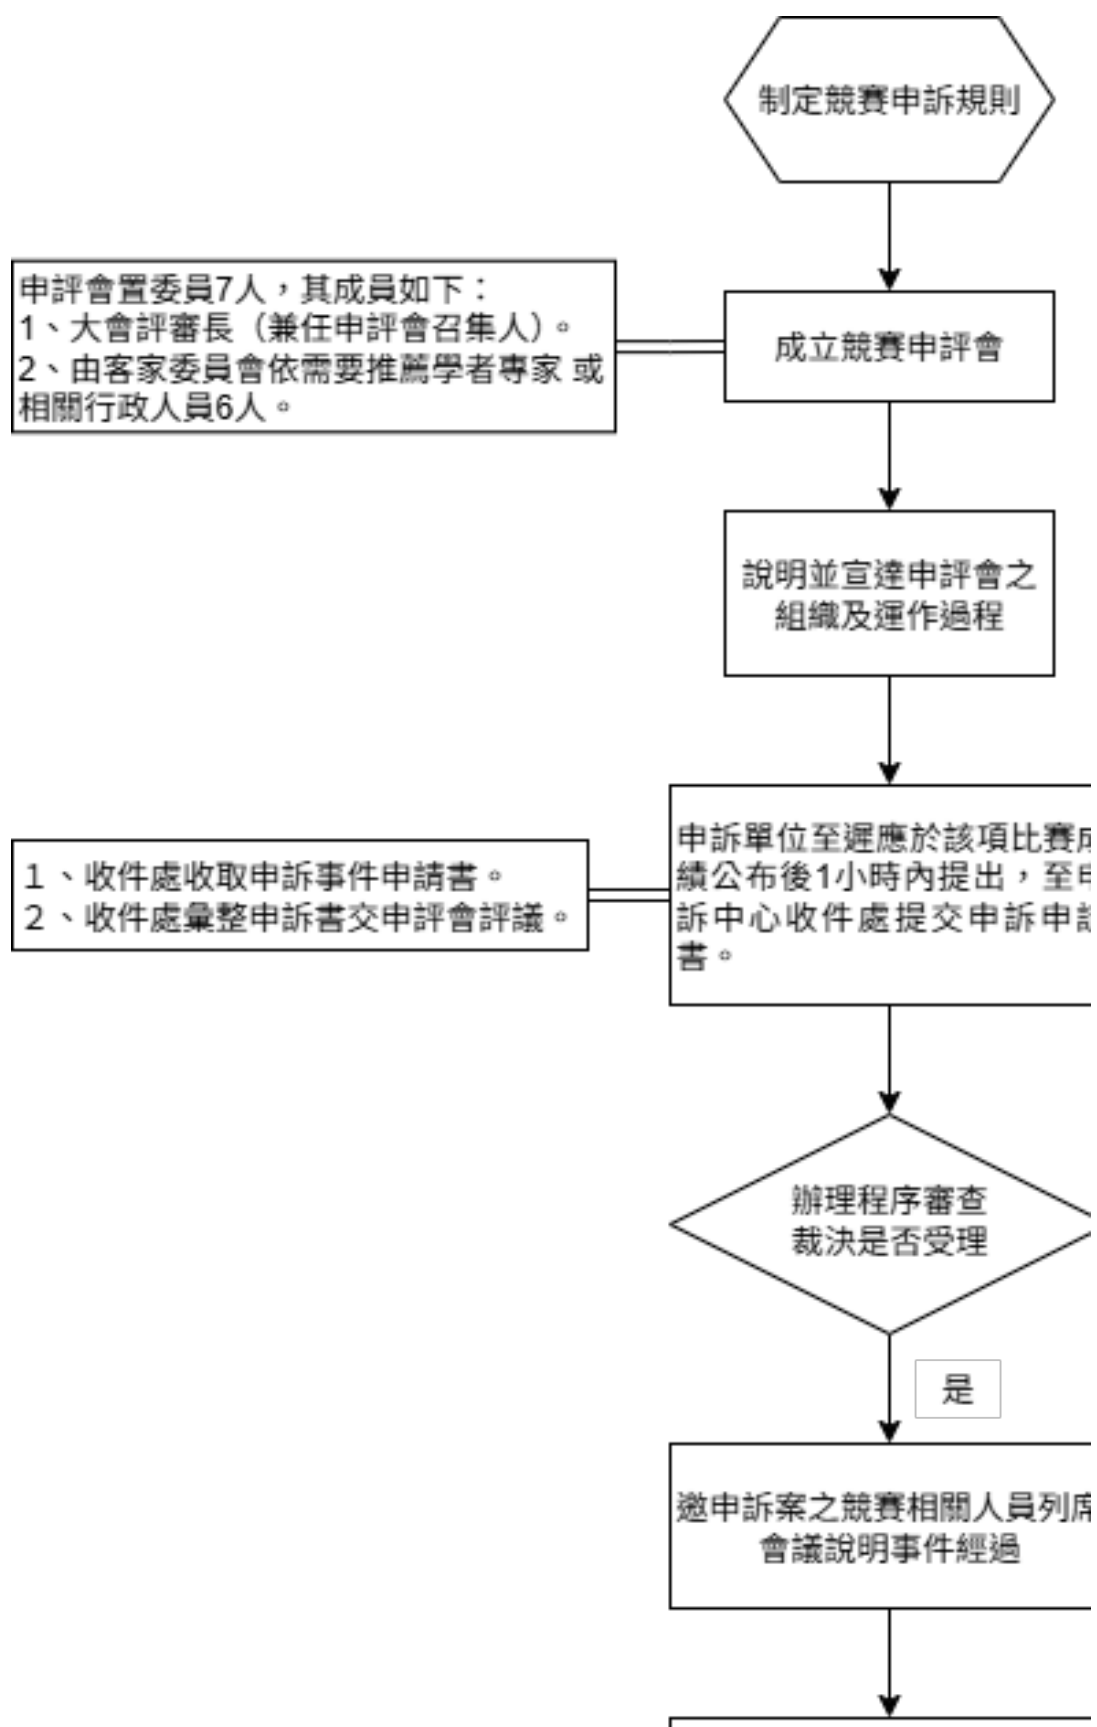 制定競賽申訴規則
申評會置委員7人，其成員如下：
1、大會評審長（兼任申評會召集人）。
2、由客家委員會依需要推薦學者專家 或
相關行政人員6人。
成立競賽申評會
說明並宣達申評會之
組織及運作過程
申訴單位至遲應於該項比賽成
績公布後1小時內提出，至申
訴中心收件處提交申訴申請
書。
１、收件處收取申訴事件申請書。
２、收件處彙整申訴書交申評會評議。
辦理程序審查
裁決是否受理
是
邀申訴案之競賽相關人員列席
會議說明事件經過